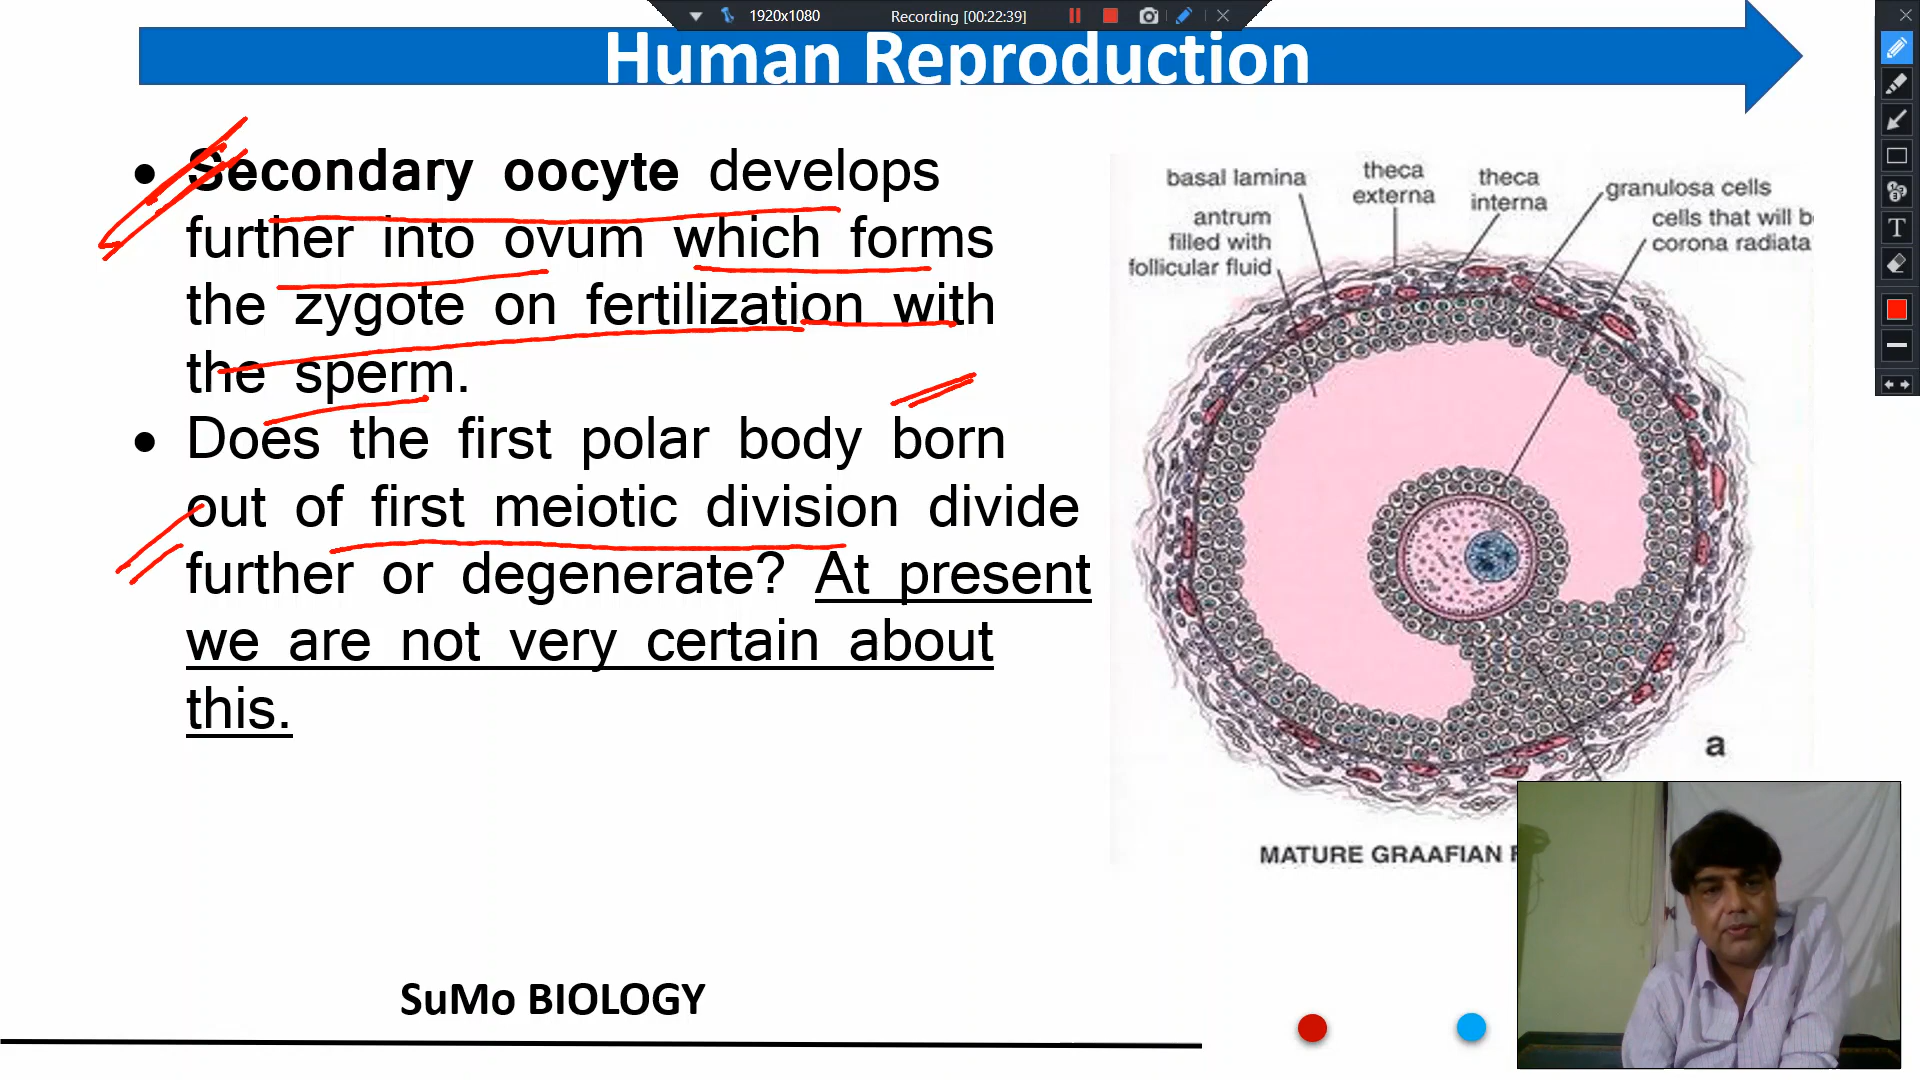 1920x1080
Recording [00:22:39]
Human Reproduction
Secondary oocyte develops
further into ovum which forms
the zygote on fertilization with
the sperm.
Does the first polar body born
out of first meiotic division divide
further or degenerate? At present
we are not very certain about
this.
basal lamina
theca
externa
theca
interna
granulosa cells
antrum
filled with
follicular fluid
cells that will b
corona radiata
a
MATURE GRAAFIAN
SuMo BIOLOGY
T